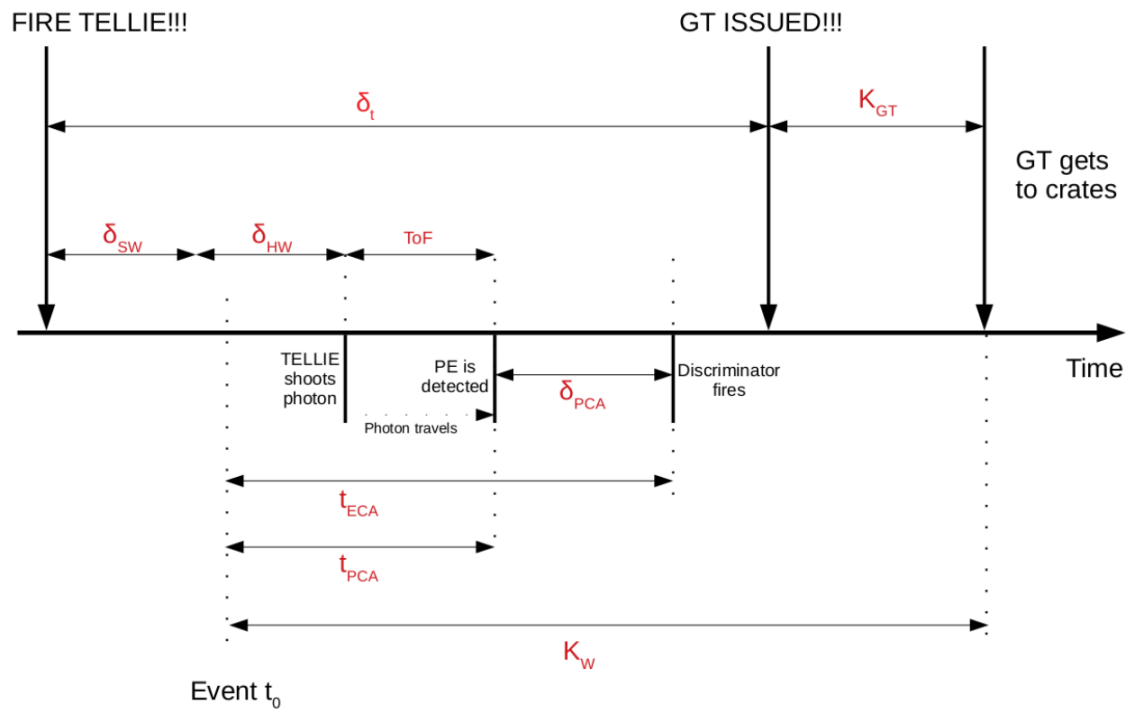 FIRE TELLIE!!!
GT ISSUED!!!
δt
KGT
GT gets
to crates
δSW
δHW
ToF
TELLIE
shoots
photon
PE is
detected
δPCA
Discriminator
fires
Time
Photon travels
tECA
tPCA
KW
Event t0